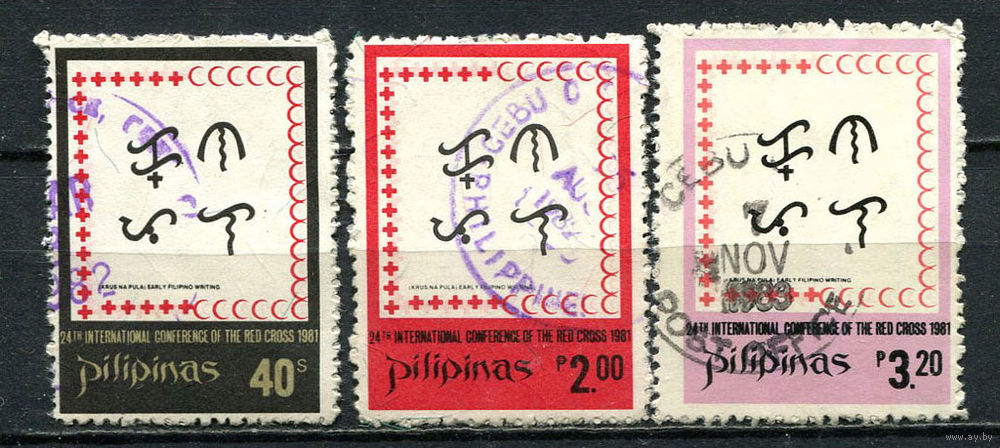 (KRUS NA PULA) EARLY FILIPINO WRITING
24TH INTERNATIONAL CONFERENCE OF THE RED CROSS 1981
Pilipinas 40s
CEBU
PHILIPPINE
(KRUS NA PULA) EARLY FILIPINO WRITING
24TH INTERNATIONAL CONFERENCE OF THE RED CROSS 1981
Pilipinas P2.00
CEBU
NOV
1983
POST OFFICE
(KRUS NA PULA) EARLY FILIPINO WRITING
24TH INTERNATIONAL CONFERENCE OF THE RED CROSS 1981
Pilipinas P3.20
www.ay.by